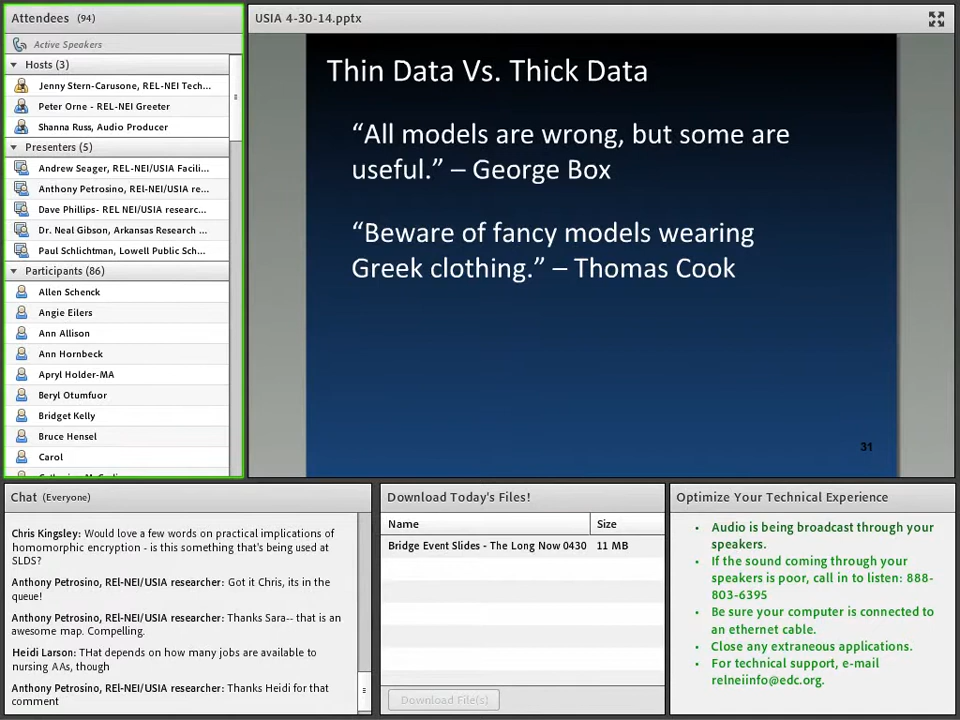 Attendees (94)
Active Speakers
Hosts (3)
Jenny Stern-Carusone, REL-NEI Tech...
Peter Orne - REL-NEI Greeter
Shanna Russ, Audio Producer
Presenters (5)
Andrew Seager, REL-NEI/USIA Facili...
Anthony Petrosino, REl-NEI/USIA re...
Dave Phillips- REL NEI/USIA researc...
Dr. Neal Gibson, Arkansas Research ...
Paul Schlichtman, Lowell Public Sch...
Participants (86)
Allen Schenck
Angie Eilers
Ann Allison
Ann Hornbeck
Apryl Holder-MA
Beryl Otumfuor
Bridget Kelly
Bruce Hensel
Carol
USIA 4-30-14.pptx
Thin Data Vs. Thick Data
“All models are wrong, but some are
useful.” – George Box
“Beware of fancy models wearing
Greek clothing.” – Thomas Cook
31
Chat (Everyone)
Chris Kingsley: Would love a few words on practical implications of
homomorphic encryption - is this something that's being used at
SLDS?
Anthony Petrosino, REl-NEI/USIA researcher: Got it Chris, its in the
queue!
Anthony Petrosino, REl-NEI/USIA researcher: Thanks Sara-- that is an
awesome map. Compelling.
Heidi Larson: THat depends on how many jobs are available to
nursing AAs, though
Anthony Petrosino, REl-NEI/USIA researcher: Thanks Heidi for that
comment
Download Today's Files!
Name Size
Bridge Event Slides - The Long Now 0430 11 MB
Download File(s)
Optimize Your Technical Experience
• Audio is being broadcast through your
speakers.
• If the sound coming through your
speakers is poor, call in to listen: 888-
803-6395
• Be sure your computer is connected to
an ethernet cable.
• Close any extraneous applications.
• For technical support, e-mail
relneiinfo@edc.org.